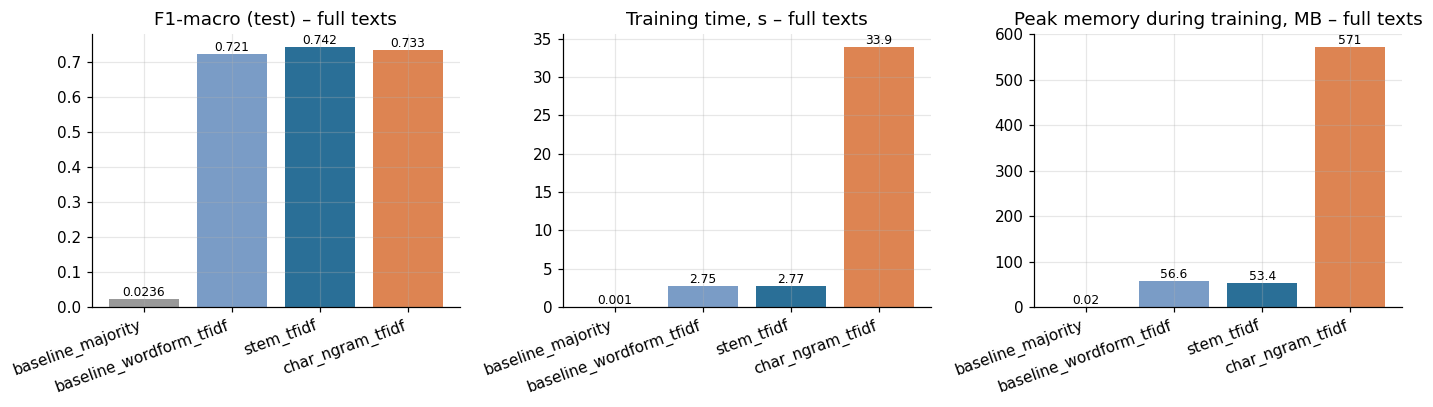 F1-macro (test) – full texts
0.7
0.6
0.5
0.4
0.3
0.2
0.1
0.0
0.0236
0.721
0.742
0.733
baseline_majority
baseline_wordform_tfidf
stem_tfidf
char_ngram_tfidf
Training time, s – full texts
35
30
25
20
15
10
5
0
0.001
2.75
2.77
33.9
baseline_majority
baseline_wordform_tfidf
stem_tfidf
char_ngram_tfidf
Peak memory during training, MB – full texts
600
500
400
300
200
100
0
0.02
56.6
53.4
571
baseline_majority
baseline_wordform_tfidf
stem_tfidf
char_ngram_tfidf